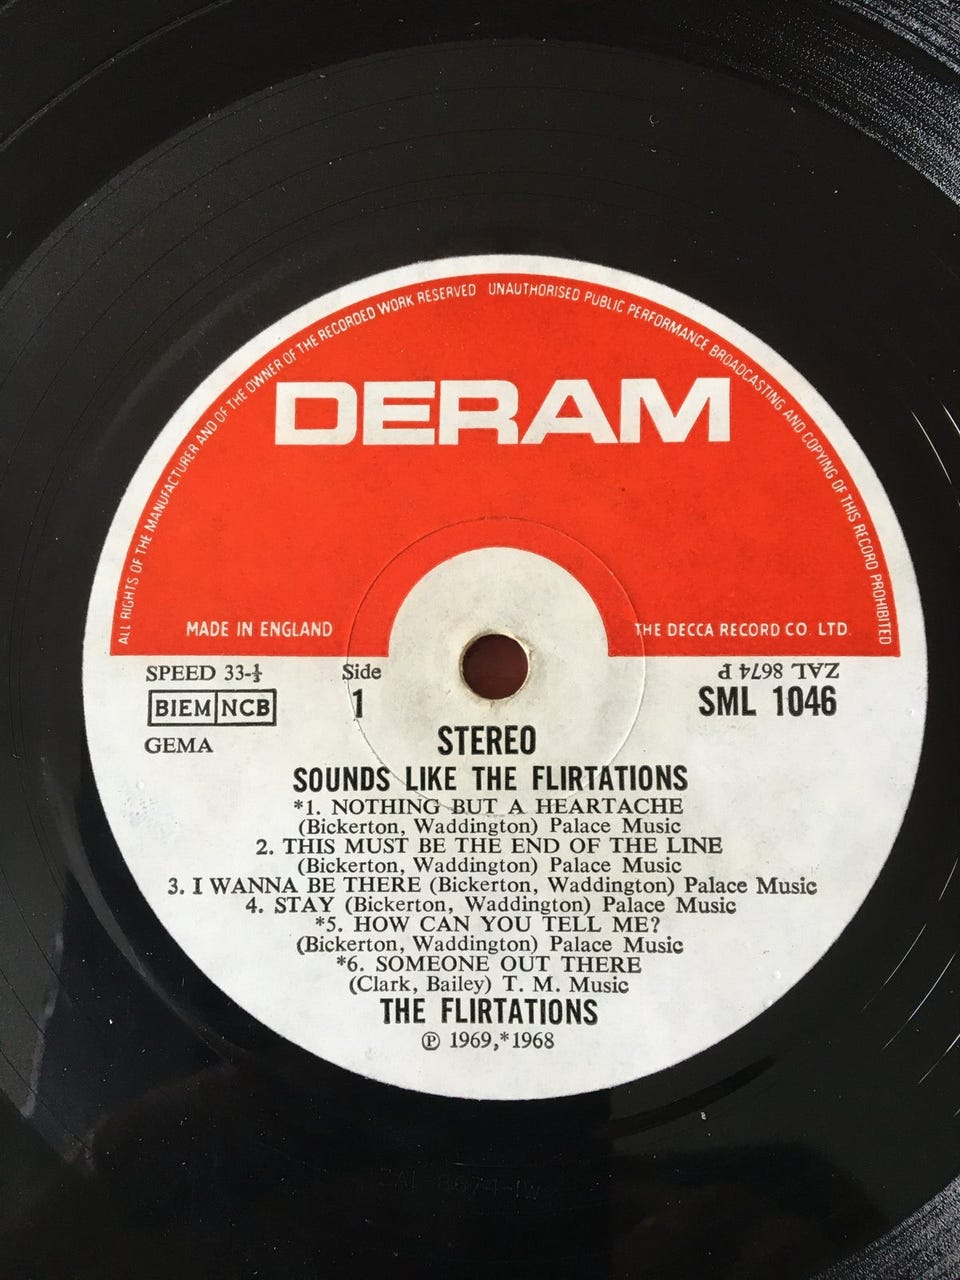 ALL RIGHTS OF THE MANUFACTURER AND OF THE OWNER OF THE RECORDED WORK RESERVED UNAUTHORISED PUBLIC PERFORMANCE BROADCASTING AND COPYING OF THIS RECORD PROHIBITED
DERAM
MADE IN ENGLAND
THE DECCA RECORD CO. LTD.
SPEED 33-⅓
Side
ZAL 8674 P
BIEM NCB
1
SML 1046
GEMA
STEREO
SOUNDS LIKE THE FLIRTATIONS
*1. NOTHING BUT A HEARTACHE
(Bickerton, Waddington) Palace Music
2. THIS MUST BE THE END OF THE LINE
(Bickerton, Waddington) Palace Music
3. I WANNA BE THERE (Bickerton, Waddington) Palace Music
4. STAY (Bickerton, Waddington) Palace Music
*5. HOW CAN YOU TELL ME?
(Bickerton, Waddington) Palace Music
*6. SOMEONE OUT THERE
(Clark, Bailey) T. M. Music
THE FLIRTATIONS
℗ 1969,*1968